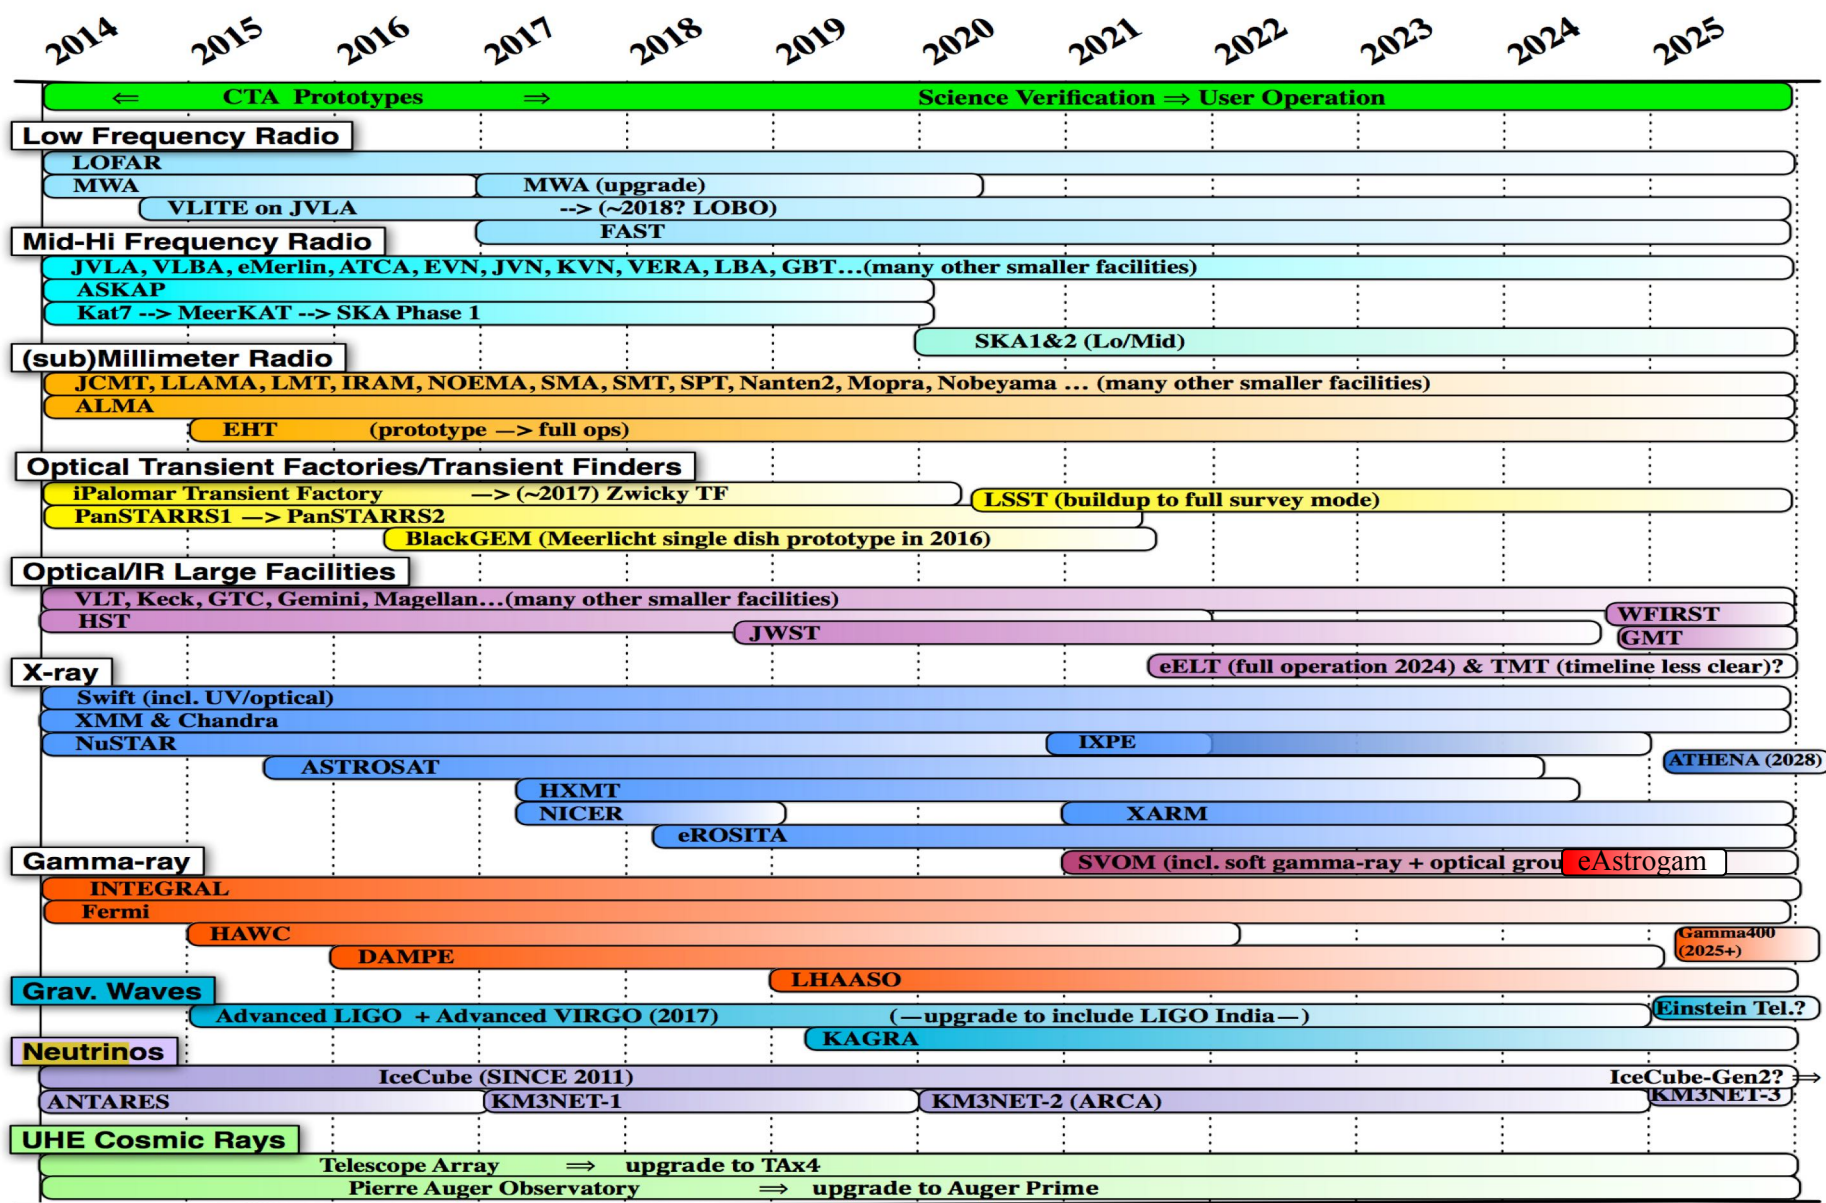 2014 2015 2016 2017 2018 2019 2020 2021 2022 2023 2024 2025
⇐ CTA Prototypes ⇒ Science Verification ⇒ User Operation
Low Frequency Radio
LOFAR
MWA MWA (upgrade)
VLITE on JVLA --> (~2018? LOBO)
FAST
Mid-Hi Frequency Radio
JVLA, VLBA, eMerlin, ATCA, EVN, JVN, KVN, VERA, LBA, GBT...(many other smaller facilities)
ASKAP
Kat7 --> MeerKAT --> SKA Phase 1
SKA1&2 (Lo/Mid)
(sub)Millimeter Radio
JCMT, LLAMA, LMT, IRAM, NOEMA, SMA, SMT, SPT, Nanten2, Mopra, Nobeyama ... (many other smaller facilities)
ALMA
EHT (prototype —> full ops)
Optical Transient Factories/Transient Finders
iPalomar Transient Factory —> (~2017) Zwicky TF
LSST (buildup to full survey mode)
PanSTARRS1 —> PanSTARRS2
BlackGEM (Meerlicht single dish prototype in 2016)
Optical/IR Large Facilities
VLT, Keck, GTC, Gemini, Magellan...(many other smaller facilities)
WFIRST
HST
JWST
GMT
eELT (full operation 2024) & TMT (timeline less clear)?
X-ray
Swift (incl. UV/optical)
XMM & Chandra
NuSTAR IXPE
ATHENA (2028)
ASTROSAT
HXMT
NICER XARM
eROSITA
Gamma-ray
SVOM (incl. soft gamma-ray + optical grou eAstrogam
INTEGRAL
Fermi
HAWC
Gamma400
(2025+)
DAMPE
LHAASO
Grav. Waves
Advanced LIGO + Advanced VIRGO (2017) (—upgrade to include LIGO India—)
Einstein Tel.?
KAGRA
Neutrinos
IceCube (SINCE 2011) IceCube-Gen2? ⇒
ANTARES KM3NET-1 KM3NET-2 (ARCA) KM3NET-3
UHE Cosmic Rays
Telescope Array ⇒ upgrade to TAx4
Pierre Auger Observatory ⇒ upgrade to Auger Prime